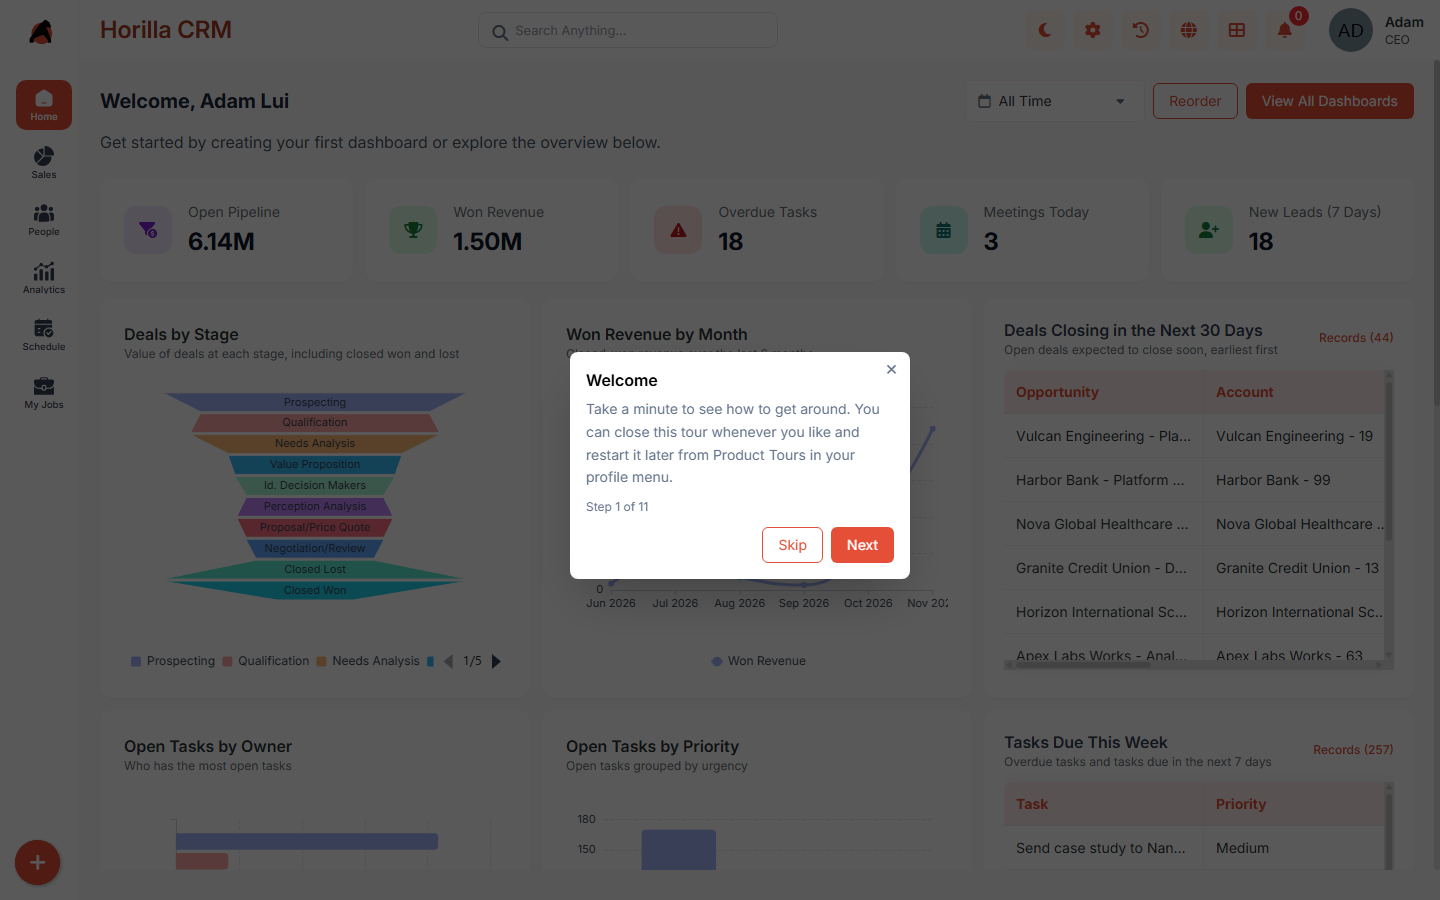 Horilla CRM
Search Anything...
0
AD
Adam
CEO
Home
Sales
People
Analytics
Schedule
My Jobs
Welcome, Adam Lui
All Time
Reorder
View All Dashboards
Get started by creating your first dashboard or explore the overview below.
Open Pipeline
6.14M
Won Revenue
1.50M
Overdue Tasks
18
Meetings Today
3
New Leads (7 Days)
18
Deals by Stage
Value of deals at each stage, including closed won and lost
Prospecting
Qualification
Needs Analysis
Value Proposition
Id. Decision Makers
Perception Analysis
Proposal/Price Quote
Negotiation/Review
Closed Lost
Closed Won
Prospecting
Qualification
Needs Analysis
1/5
Won Revenue by Month
Welcome
Take a minute to see how to get around. You
can close this tour whenever you like and
restart it later from Product Tours in your
profile menu.
Step 1 of 11
Skip
Next
0
Jun 2026
Jul 2026
Aug 2026
Sep 2026
Oct 2026
Nov 202
Won Revenue
Deals Closing in the Next 30 Days
Open deals expected to close soon, earliest first
Records (44)
Opportunity
Account
Vulcan Engineering - Pla...
Vulcan Engineering - 19
Harbor Bank - Platform ...
Harbor Bank - 99
Nova Global Healthcare ...
Nova Global Healthcare ...
Granite Credit Union - D...
Granite Credit Union - 13
Horizon International Sc...
Horizon International Sc...
Apex Labs Works - Anal...
Apex Labs Works - 63
Open Tasks by Owner
Who has the most open tasks
Open Tasks by Priority
Open tasks grouped by urgency
180
150
Tasks Due This Week
Overdue tasks and tasks due in the next 7 days
Records (257)
Task
Priority
Send case study to Nan...
Medium